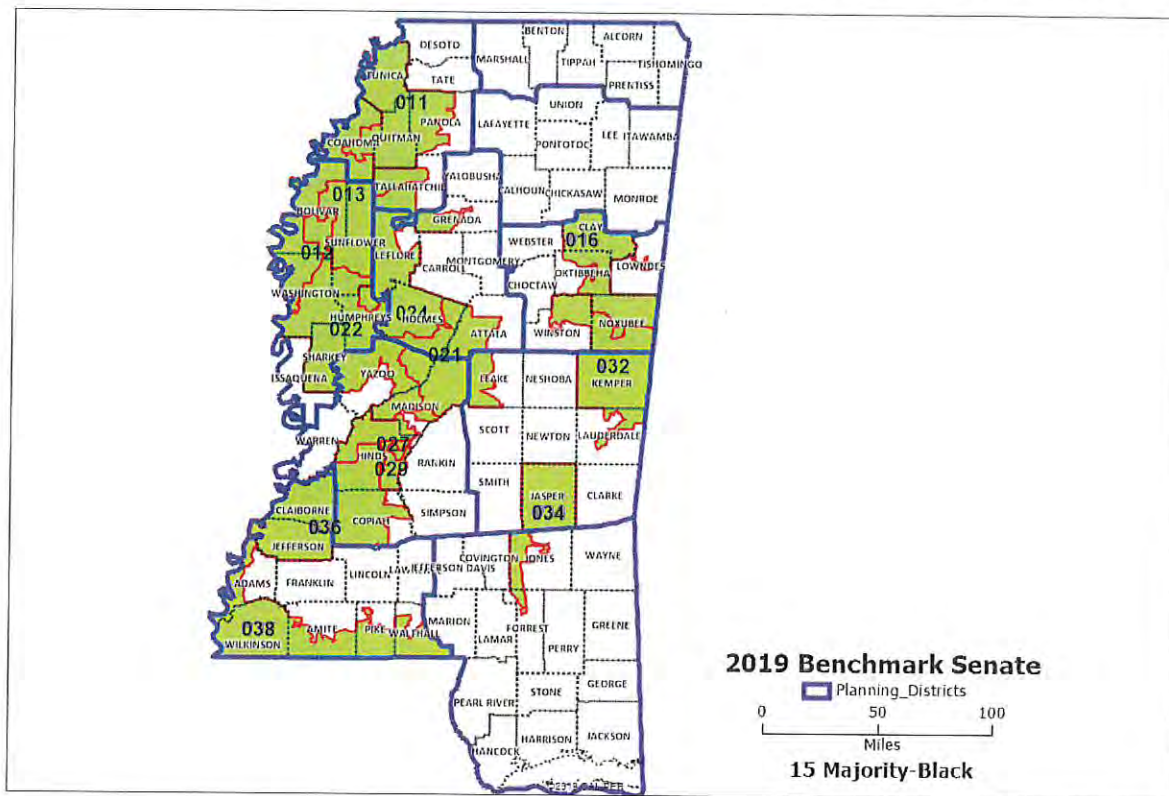 BENTON
ALCORN
DESOTO
MARSHALL
TIPPAH
TISHOMINGO
TUNICA
TATE
PRENTISS
UNION
011
PANOLA
LAFAYETTE
LEE
ITAWAMBA
COAHOMA
QUITMAN
PONTOTOC
YALOBUSHA
TALLAHATCHIE
CALHOUN
CHICKASAW
MONROE
013
BOLIVAR
GRENADA
CLAY
SUNFLOWER
WEBSTER
016
012
LEFLORE
MONTGOMERY
CARROLL
OKTIBBEHA
LOWNDES
CHOCTAW
WASHINGTON
HUMPHREYS
024
HOLMES
NOXUBEE
022
ATTALA
WINSTON
SHARKEY
021
ISSAQUENA
YAZOO
LEAKE
NESHOBA
032
KEMPER
MADISON
SCOTT
NEWTON
LAUDERDALE
WARREN
027
HINDS
RANKIN
029
SMITH
JASPER
CLARKE
CLAIBORNE
COPIAH
SIMPSON
034
036
JEFFERSON
COVINGTON
JONES
WAYNE
ADAMS
FRANKLIN
LINCOLN
JEFFERSON DAVIS
038
WILKINSON
AMITE
PIKE
WALTHALL
MARION
LAMAR
FORREST
PERRY
GREENE
2019 Benchmark Senate
Planning_Districts
PEARL RIVER
STONE
GEORGE
0 50 100
Miles
HANCOCK
HARRISON
JACKSON
15 Majority-Black